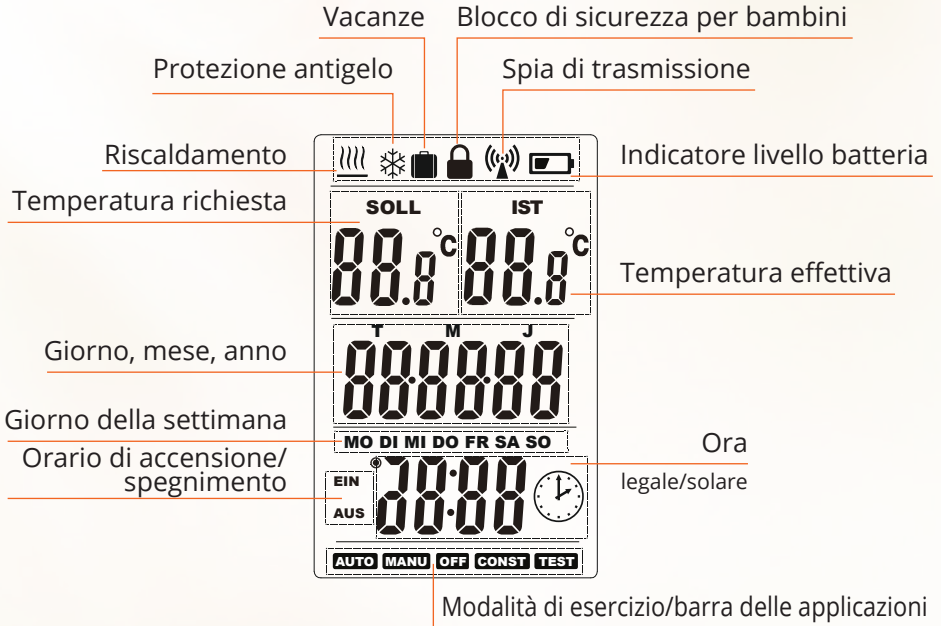 Vacanze
Blocco di sicurezza per bambini
Protezione antigelo
Spia di trasmissione
Riscaldamento
Indicatore livello batteria
Temperatura richiesta
SOLL
IST
88.8°C
88.8°C
Temperatura effettiva
T M J
Giorno, mese, anno
88:88:88
Giorno della settimana
MO DI MI DO FR SA SO
Orario di accensione/
spegnimento
Ora
legale/solare
EIN
AUS
28:88
AUTO MANU OFF CONST TEST
Modalità di esercizio/barra delle applicazioni